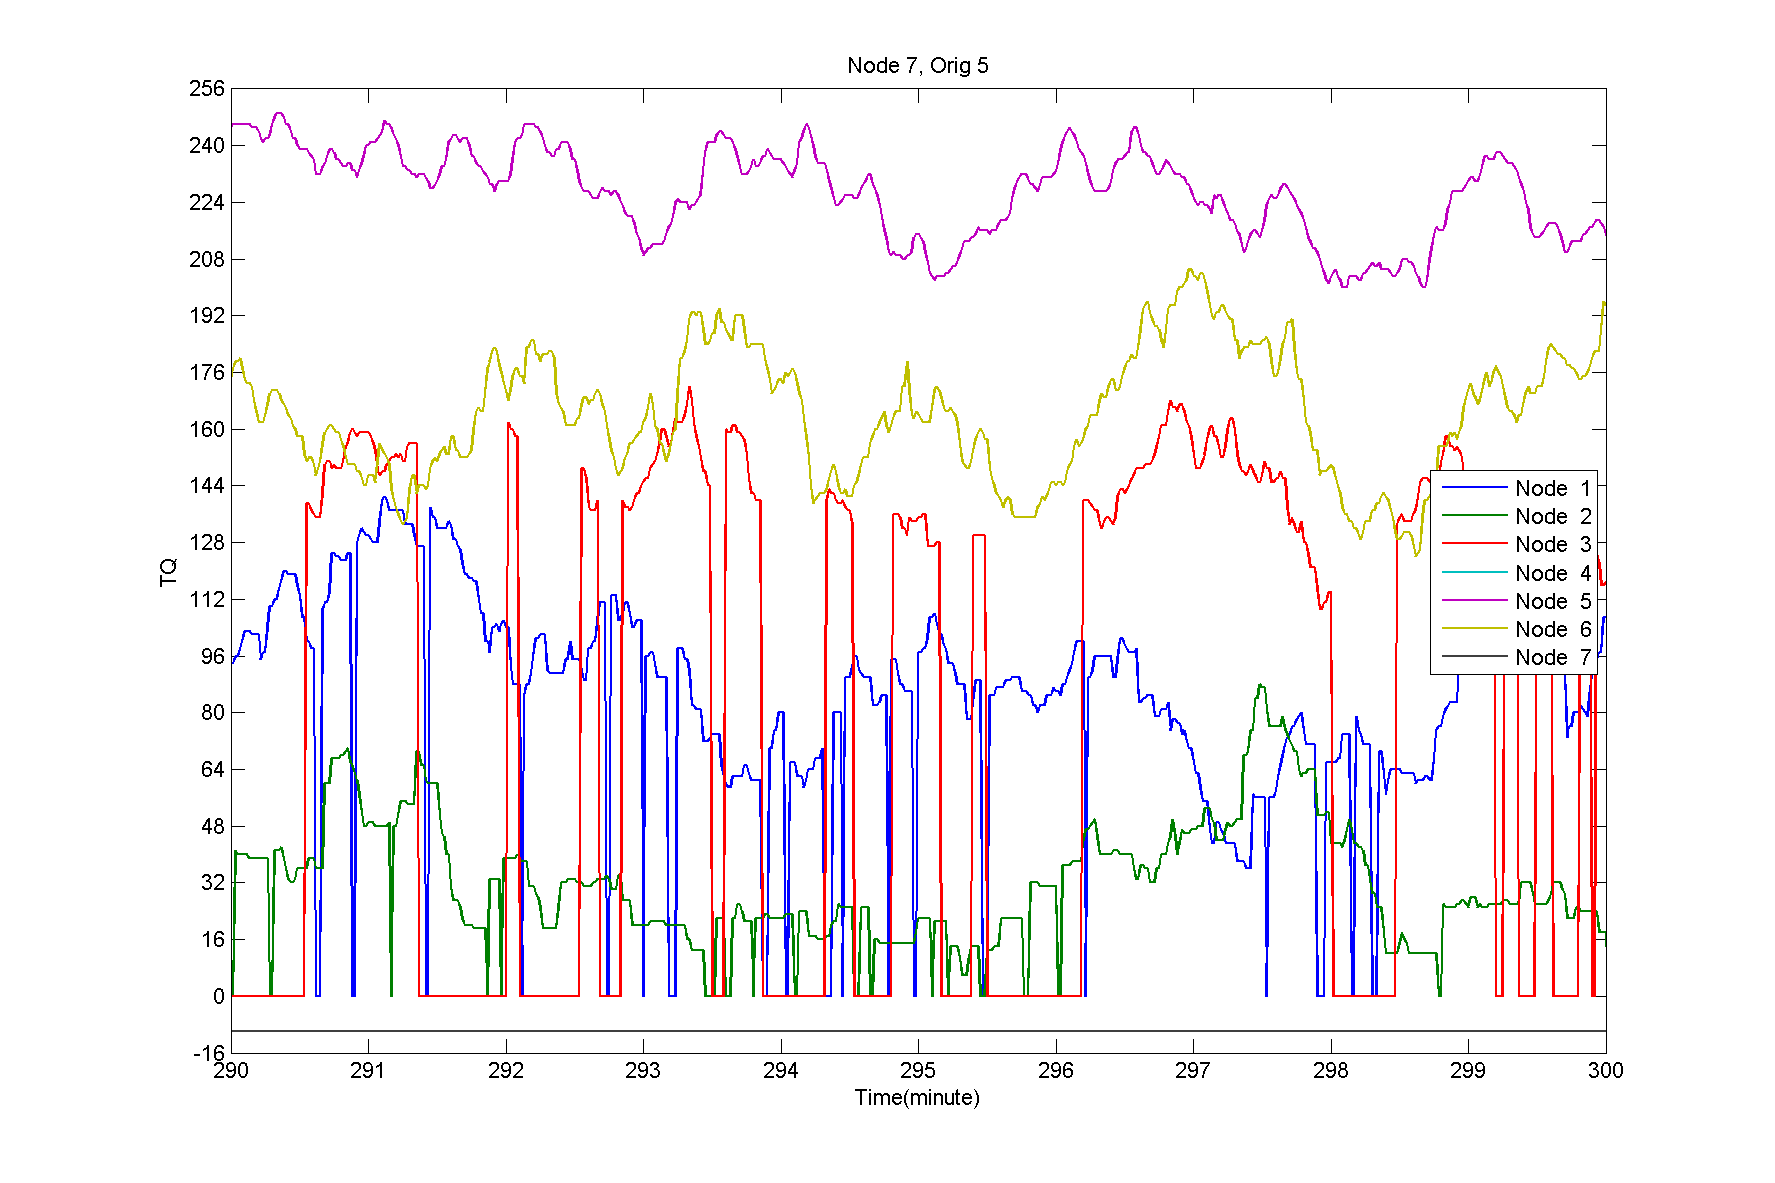 Node 7, Orig 5
256
240
224
208
192
176
160
144
128
112
96
80
64
48
32
16
0
-16
TQ
290 291 292 293 294 295 296 297 298 299 300
Time(minute)
Node 1
Node 2
Node 3
Node 4
Node 5
Node 6
Node 7